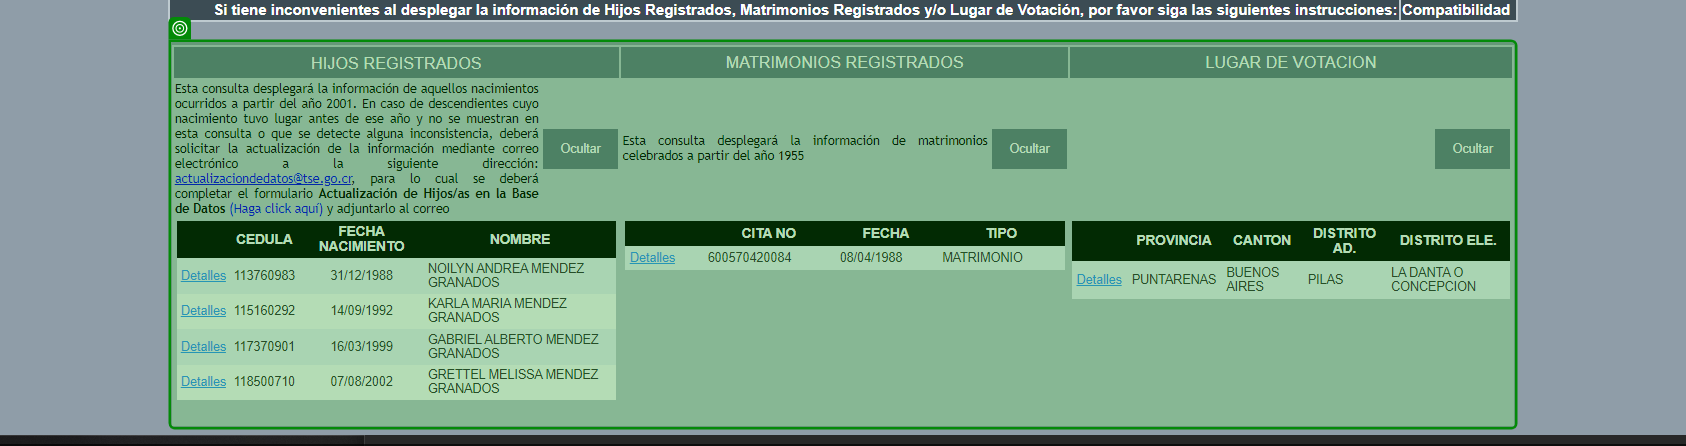 Si tiene inconvenientes al desplegar la información de Hijos Registrados, Matrimonios Registrados y/o Lugar de Votación, por favor siga las siguientes instrucciones: Compatibilidad
HIJOS REGISTRADOS
Esta consulta desplegará la información de aquellos nacimientos
ocurridos a partir del año 2001. En caso de descendientes cuyo
nacimiento tuvo lugar antes de ese año y no se muestran en
esta consulta o que se detecte alguna inconsistencia, deberá
solicitar la actualización de la información mediante correo
electrónico a la siguiente dirección:
actualizaciondedatos@tse.go.cr, para lo cual se deberá
completar el formulario Actualización de Hijos/as en la Base
de Datos (Haga click aquí) y adjuntarlo al correo
Ocultar
CEDULA FECHA NACIMIENTO NOMBRE
Detalles 113760983 31/12/1988 NOILYN ANDREA MENDEZ
GRANADOS
Detalles 115160292 14/09/1992 KARLA MARIA MENDEZ
GRANADOS
Detalles 117370901 16/03/1999 GABRIEL ALBERTO MENDEZ
GRANADOS
Detalles 118500710 07/08/2002 GRETTEL MELISSA MENDEZ
GRANADOS
MATRIMONIOS REGISTRADOS
Esta consulta desplegará la información de matrimonios
celebrados a partir del año 1955
Ocultar
CITA NO FECHA TIPO
Detalles 600570420084 08/04/1988 MATRIMONIO
LUGAR DE VOTACION
Ocultar
PROVINCIA CANTON DISTRITO AD. DISTRITO ELE.
Detalles PUNTARENAS BUENOS AIRES PILAS LA DANTA O CONCEPCION